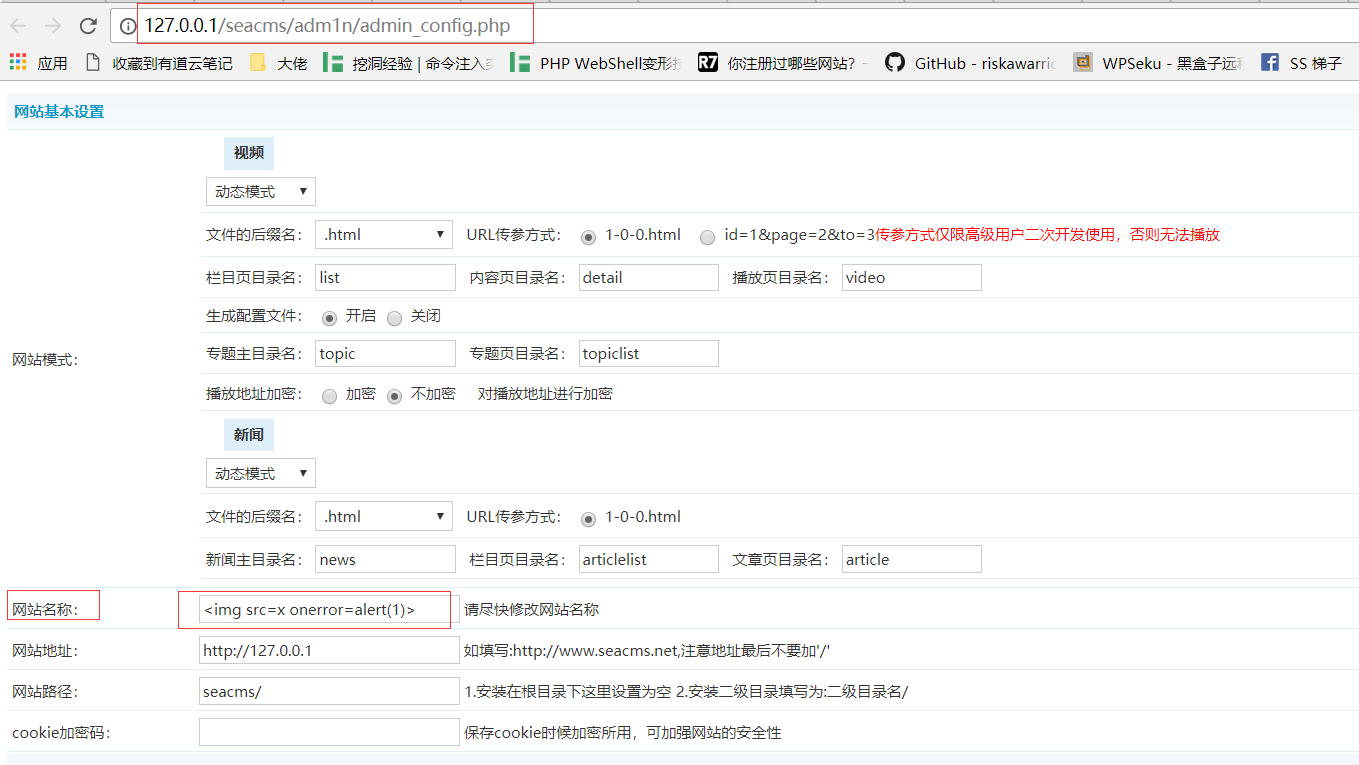 127.0.0.1/seacms/adm1n/admin_config.php
应用 收藏到有道云笔记 大佬 挖洞经验 | 命令注入 PHP WebShell变形 R7 你注册过哪些网站? GitHub - riskawarri WPSeku - 黑盒子远 SS 梯子
网站基本设置
视频
动态模式
文件的后缀名: .html URL传参方式: 1-0-0.html id=1&page=2&to=3传参方式仅限高级用户二次开发使用，否则无法播放
栏目页目录名: list 内容页目录名: detail 播放页目录名: video
生成配置文件: 开启 关闭
网站模式:
专题主目录名: topic 专题页目录名: topiclist
播放地址加密: 加密 不加密 对播放地址进行加密
新闻
动态模式
文件的后缀名: .html URL传参方式: 1-0-0.html
新闻主目录名: news 栏目页目录名: articlelist 文章页目录名: article
网站名称: <img src=x onerror=alert(1)> 请尽快修改网站名称
网站地址: http://127.0.0.1 如填写:http://www.seacms.net,注意地址最后不要加'/'
网站路径: seacms/ 1.安装在根目录下这里设置为空 2.安装二级目录填写为:二级目录名/
cookie加密码: 保存cookie时候加密所用，可加强网站的安全性